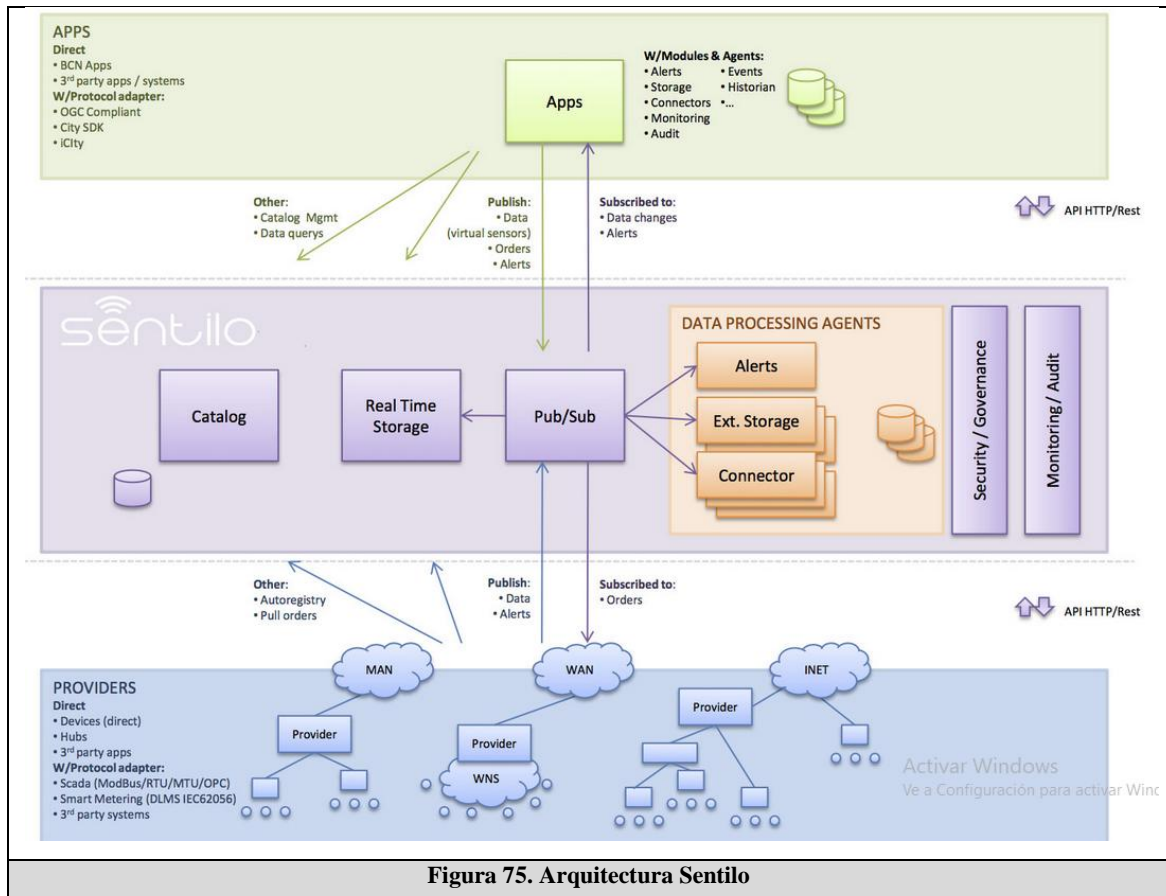 APPS
Direct
• BCN Apps
• 3rd party apps / systems
W/Protocol adapter:
• OGC Compliant
• City SDK
• iCIty
Apps
W/Modules & Agents:
• Alerts
• Storage
• Connectors
• Monitoring
• Audit
• Events
• Historian
•...
Other:
• Catalog Mgmt
• Data querys
Publish:
• Data
(virtual sensors)
• Orders
• Alerts
Subscribed to:
• Data changes
• Alerts
API HTTP/Rest
sentilo
Catalog
Real Time
Storage
Pub/Sub
DATA PROCESSING AGENTS
Alerts
Ext. Storage
Connector
Security / Governance
Monitoring / Audit
Other:
• Autoregistry
• Pull orders
Publish:
• Data
• Alerts
Subscribed to:
• Orders
API HTTP/Rest
PROVIDERS
Direct
• Devices (direct)
• Hubs
• 3rd party apps
W/Protocol adapter:
• Scada (ModBus/RTU/MTU/OPC)
• Smart Metering (DLMS IEC62056)
• 3rd party systems
MAN
Provider
WAN
Provider
WNS
INET
Provider
Activar Windows
Ve a Configuración para activar Winc
Figura 75. Arquitectura Sentilo